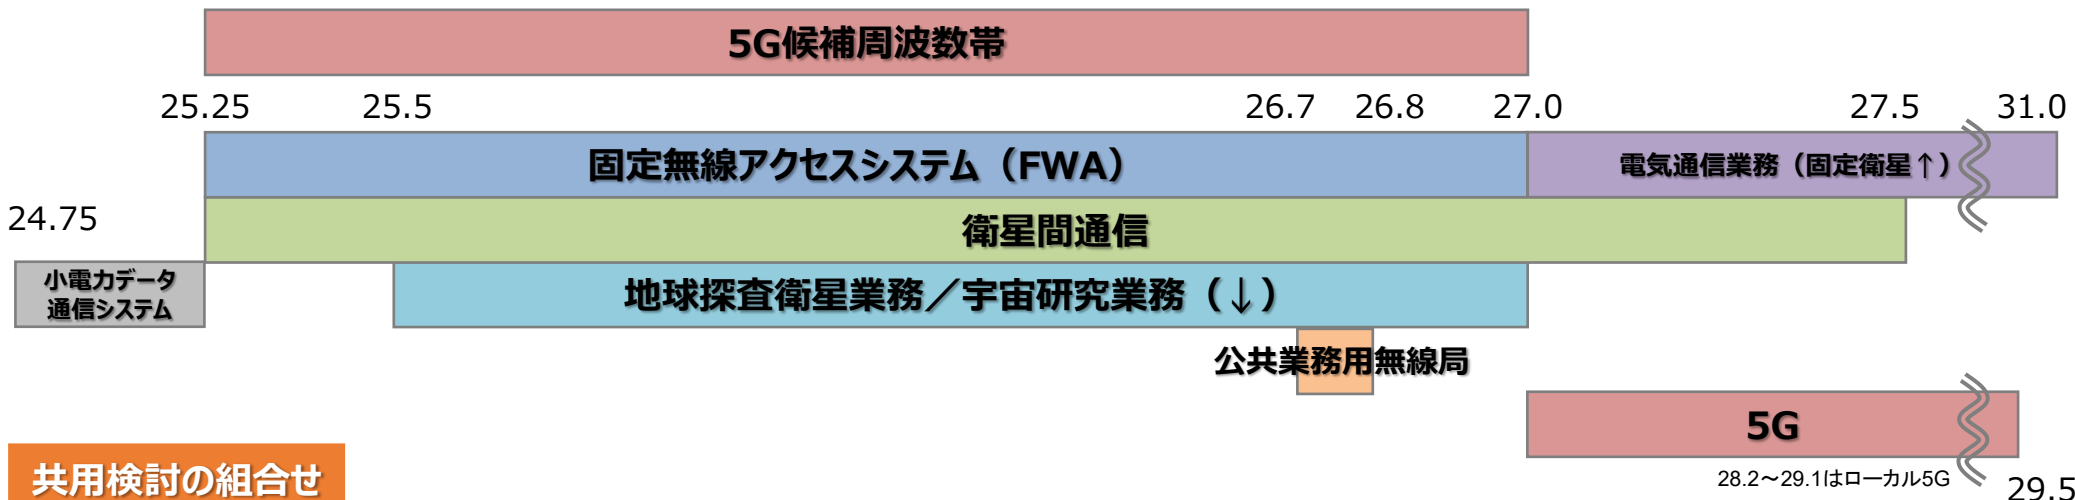 5G候補周波数帯
25.25 25.5 26.7 26.8 27.0 27.5 31.0
固定無線アクセスシステム（FWA） 電気通信業務（固定衛星↑）
24.75 衛星間通信
小電力データ
通信システム
地球探査衛星業務／宇宙研究業務（↓）
公共業務用無線局
5G
共用検討の組合せ
28.2～29.1はローカル5G
29.5